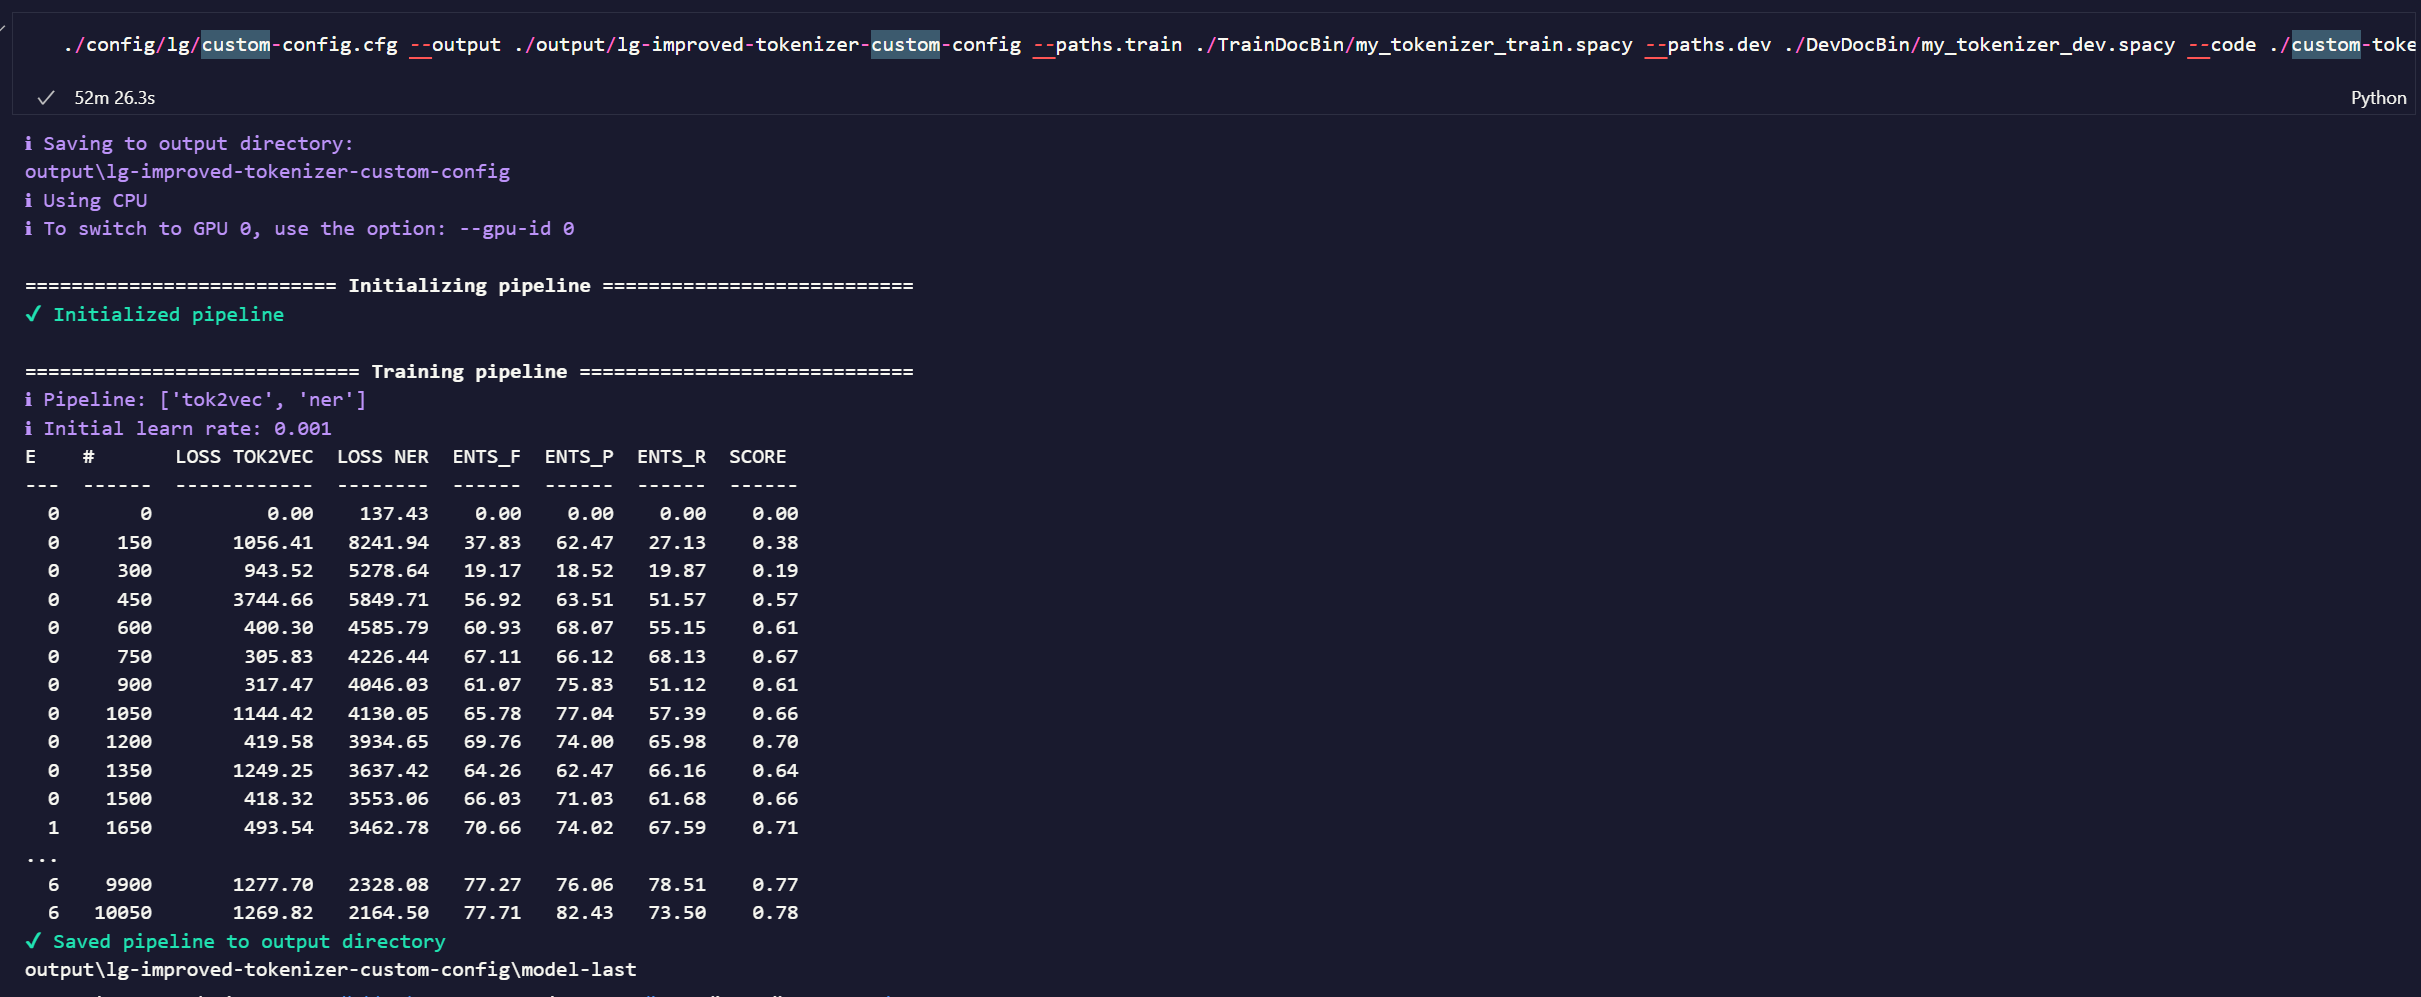 ./config/lg/custom-config.cfg --output ./output/lg-improved-tokenizer-custom-config --paths.train ./TrainDocBin/my_tokenizer_train.spacy --paths.dev ./DevDocBin/my_tokenizer_dev.spacy --code ./custom-toke
52m 26.3s
Python
ℹ Saving to output directory:
output\lg-improved-tokenizer-custom-config
ℹ Using CPU
ℹ To switch to GPU 0, use the option: --gpu-id 0
=========================== Initializing pipeline ===========================
✔ Initialized pipeline
============================= Training pipeline =============================
ℹ Pipeline: ['tok2vec', 'ner']
ℹ Initial learn rate: 0.001
E    #       LOSS TOK2VEC  LOSS NER  ENTS_F  ENTS_P  ENTS_R  SCORE
---  ------  ------------  --------  ------  ------  ------  ------
  0       0          0.00    137.43    0.00    0.00    0.00    0.00
  0     150       1056.41   8241.94   37.83   62.47   27.13    0.38
  0     300        943.52   5278.64   19.17   18.52   19.87    0.19
  0     450       3744.66   5849.71   56.92   63.51   51.57    0.57
  0     600        400.30   4585.79   60.93   68.07   55.15    0.61
  0     750        305.83   4226.44   67.11   66.12   68.13    0.67
  0     900        317.47   4046.03   61.07   75.83   51.12    0.61
  0    1050       1144.42   4130.05   65.78   77.04   57.39    0.66
  0    1200        419.58   3934.65   69.76   74.00   65.98    0.70
  0    1350       1249.25   3637.42   64.26   62.47   66.16    0.64
  0    1500        418.32   3553.06   66.03   71.03   61.68    0.66
  1    1650        493.54   3462.78   70.66   74.02   67.59    0.71
...
  6    9900       1277.70   2328.08   77.27   76.06   78.51    0.77
  6   10050       1269.82   2164.50   77.71   82.43   73.50    0.78
✔ Saved pipeline to output directory
output\lg-improved-tokenizer-custom-config\model-last